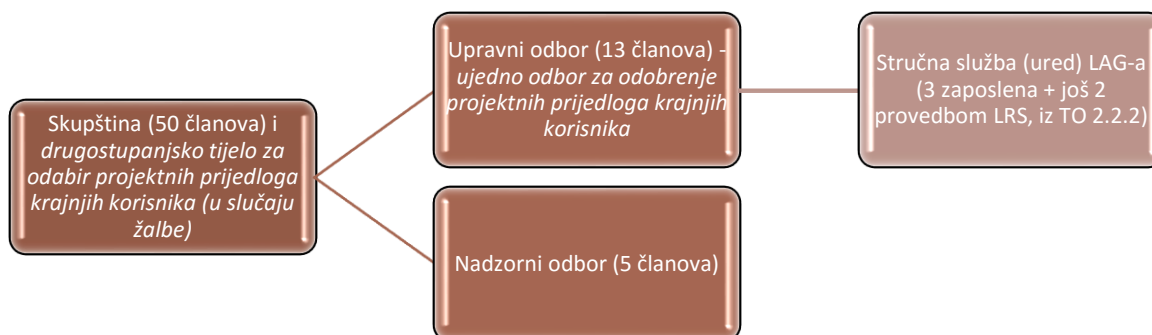 Skupština (50 članova) i
drugostupanjsko tijelo za
odabir projektnih prijedloga
krajnjih korisnika (u slučaju
žalbe)
Upravni odbor (13 članova) -
ujedno odbor za odobrenje
projektnih prijedloga krajnjih
korisnika
Stručna služba (ured) LAG-a
(3 zaposlena + još 2
provedbom LRS, iz TO 2.2.2)
Nadzorni odbor (5 članova)